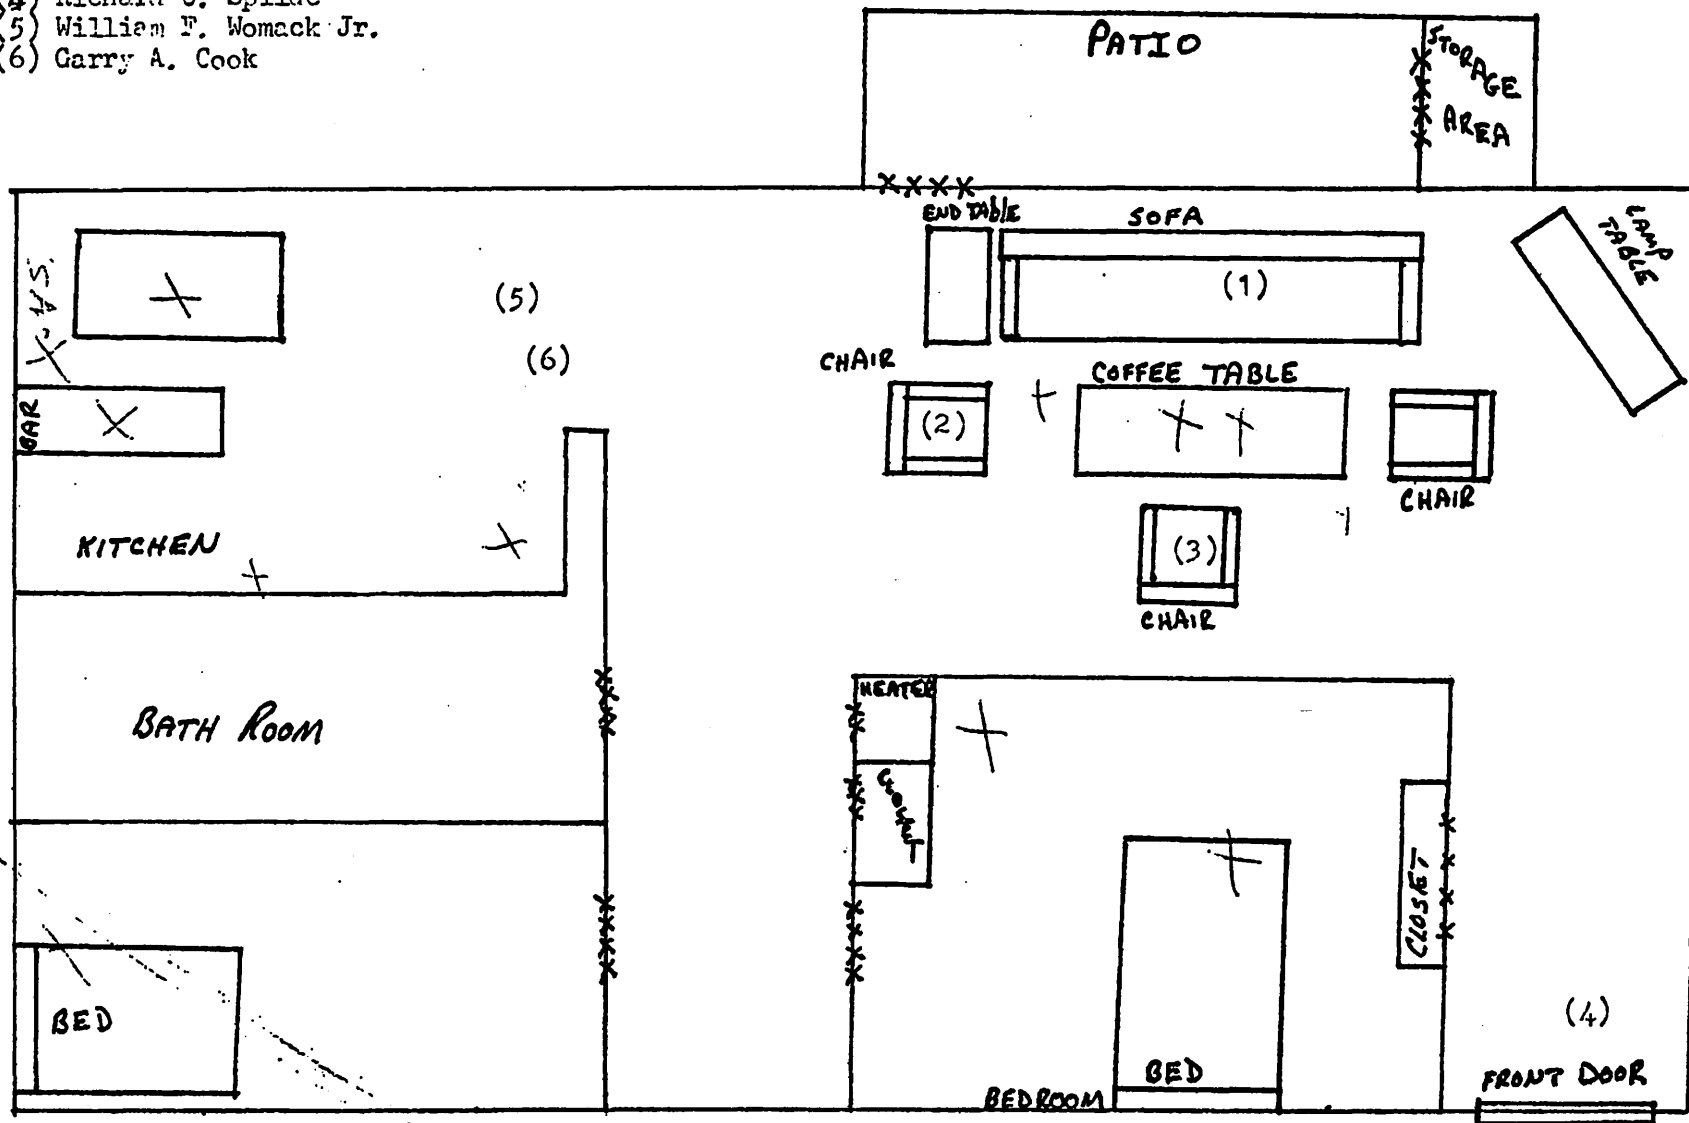 (5) William F. Womack Jr.
(6) Garry A. Cook
PATIO
STORAGE
AREA
END TABLE
SOFA
LAMP
TABLE
(1)
(5)
(6)
CHAIR
COFFEE TABLE
(2)
BAR
CHAIR
KITCHEN
(3)
CHAIR
HEATER
BATH ROOM
CLOSET
BED
(4)
BED
FRONT DOOR
BEDROOM